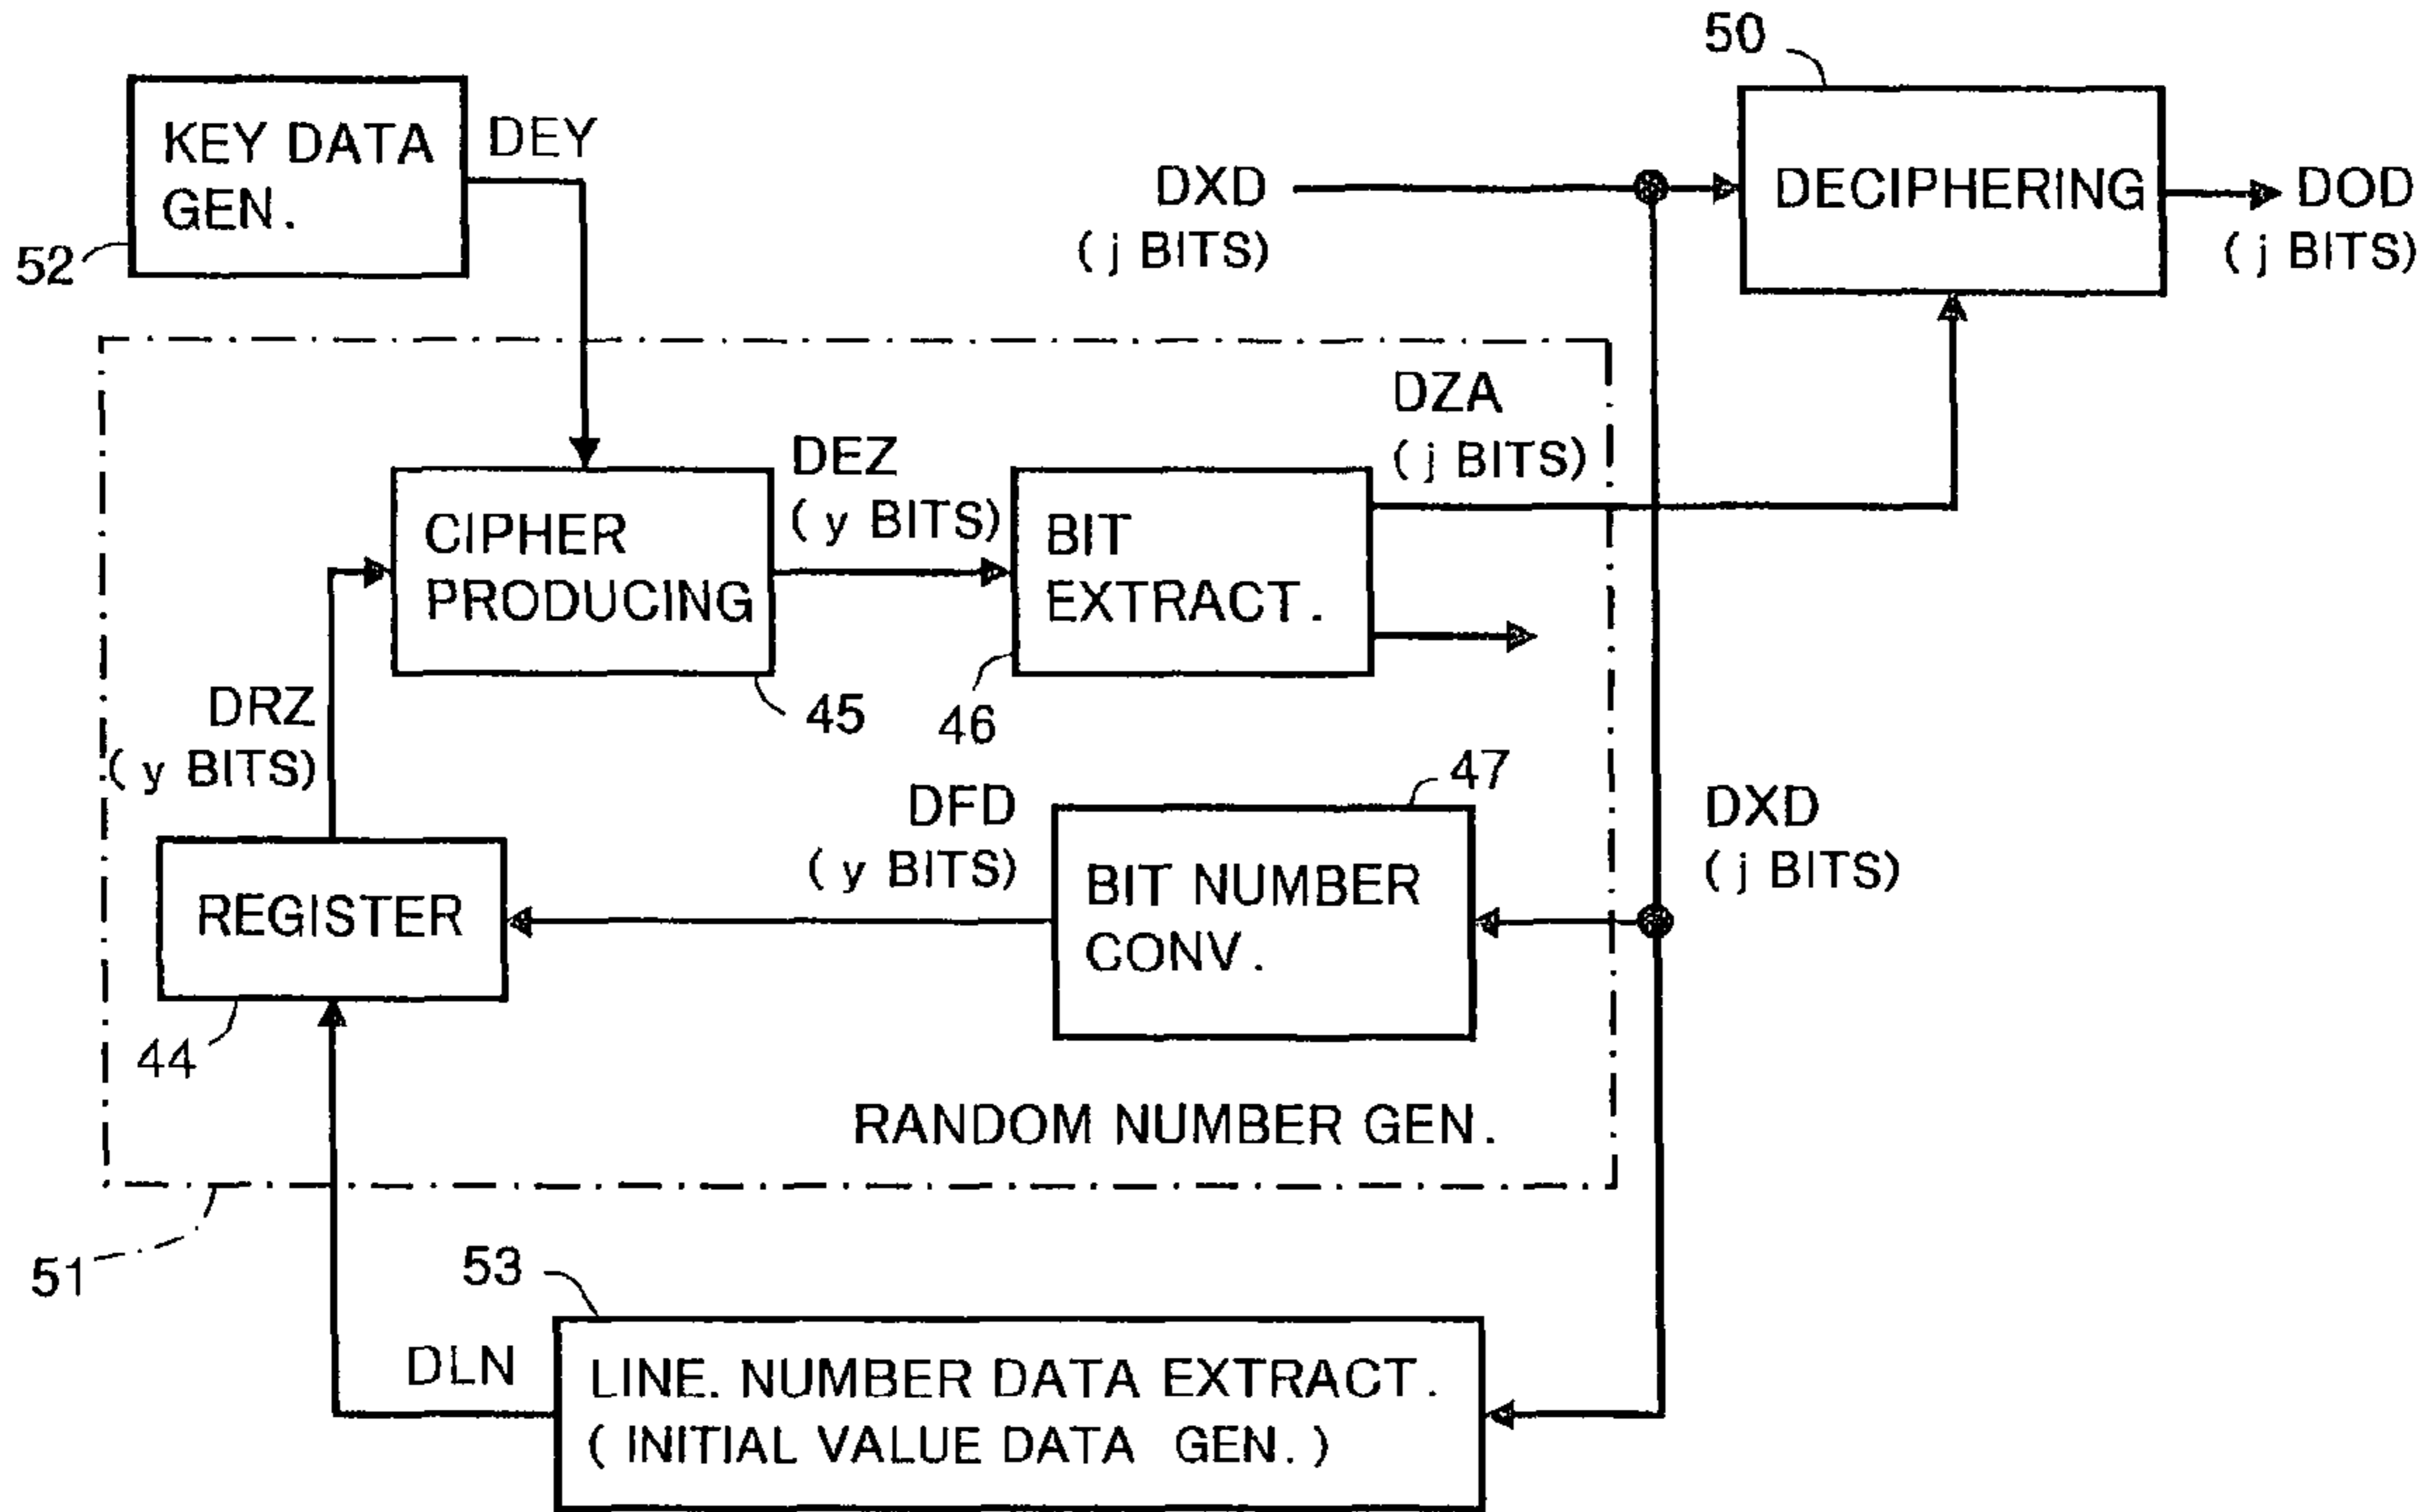 50
KEY DATA
GEN.
DEY
52
DXD
( j BITS)
DECIPHERING
DOD
( j BITS)
DZA
( j BITS)
CIPHER
PRODUCING
DEZ
( y BITS)
BIT
EXTRACT.
45
46
DRZ
( y BITS)
47
DFD
( y BITS)
BIT NUMBER
CONV.
DXD
( j BITS)
REGISTER
44
RANDOM NUMBER GEN.
51
53
DLN
LINE. NUMBER DATA EXTRACT.
( INITIAL VALUE DATA GEN. )